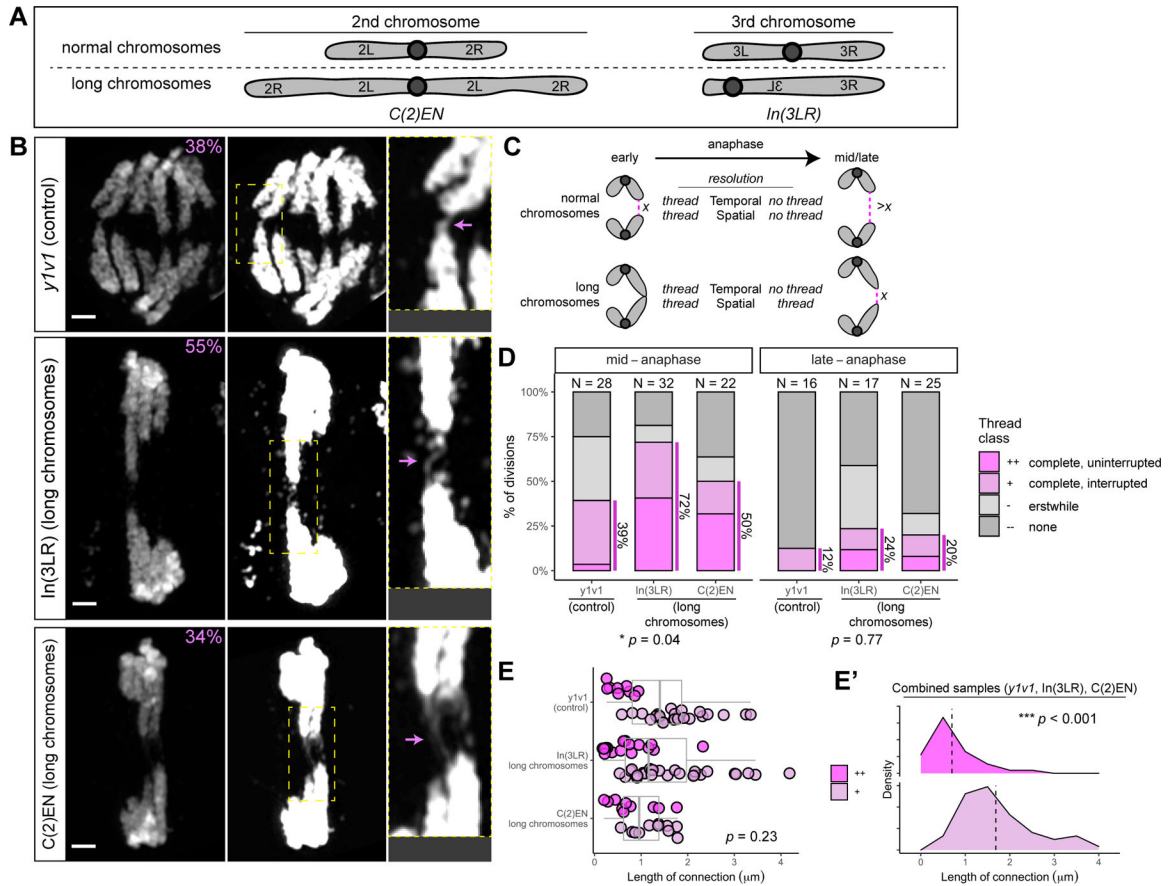 A
2nd chromosome
3rd chromosome
normal chromosomes
2L
2R
3L
3R
long chromosomes
2R
2L
2L
2R
3L
3R
C(2)EN
In(3LR)
B
y1v1 (control)
38%
In(3LR) (long chromosomes)
55%
C(2)EN (long chromosomes)
34%
C
anaphase
early
mid/late
resolution
normal
chromosomes
x
thread
Temporal
no thread
thread
Spatial
no thread
>x
long
chromosomes
thread
Temporal
no thread
thread
Spatial
thread
x
D
mid – anaphase
late – anaphase
N = 28
N = 32
N = 22
N = 16
N = 17
N = 25
100%
75%
50%
25%
0%
% of divisions
39%
72%
50%
12%
24%
20%
y1v1
In(3LR)
C(2)EN
y1v1
In(3LR)
C(2)EN
(control)
(long
chromosomes)
(control)
(long
chromosomes)
* p = 0.04
p = 0.77
Thread
class
++ complete, uninterrupted
+ complete, interrupted
- erstwhile
-- none
E
y1v1
(control)
In(3LR)
long chromosomes
C(2)EN
long chromosomes
p = 0.23
0 1 2 3 4
Length of connection (μm)
++
+
E'
Combined samples (y1v1, In(3LR), C(2)EN)
*** p < 0.001
Density
0 1 2 3 4
Length of connection (μm)